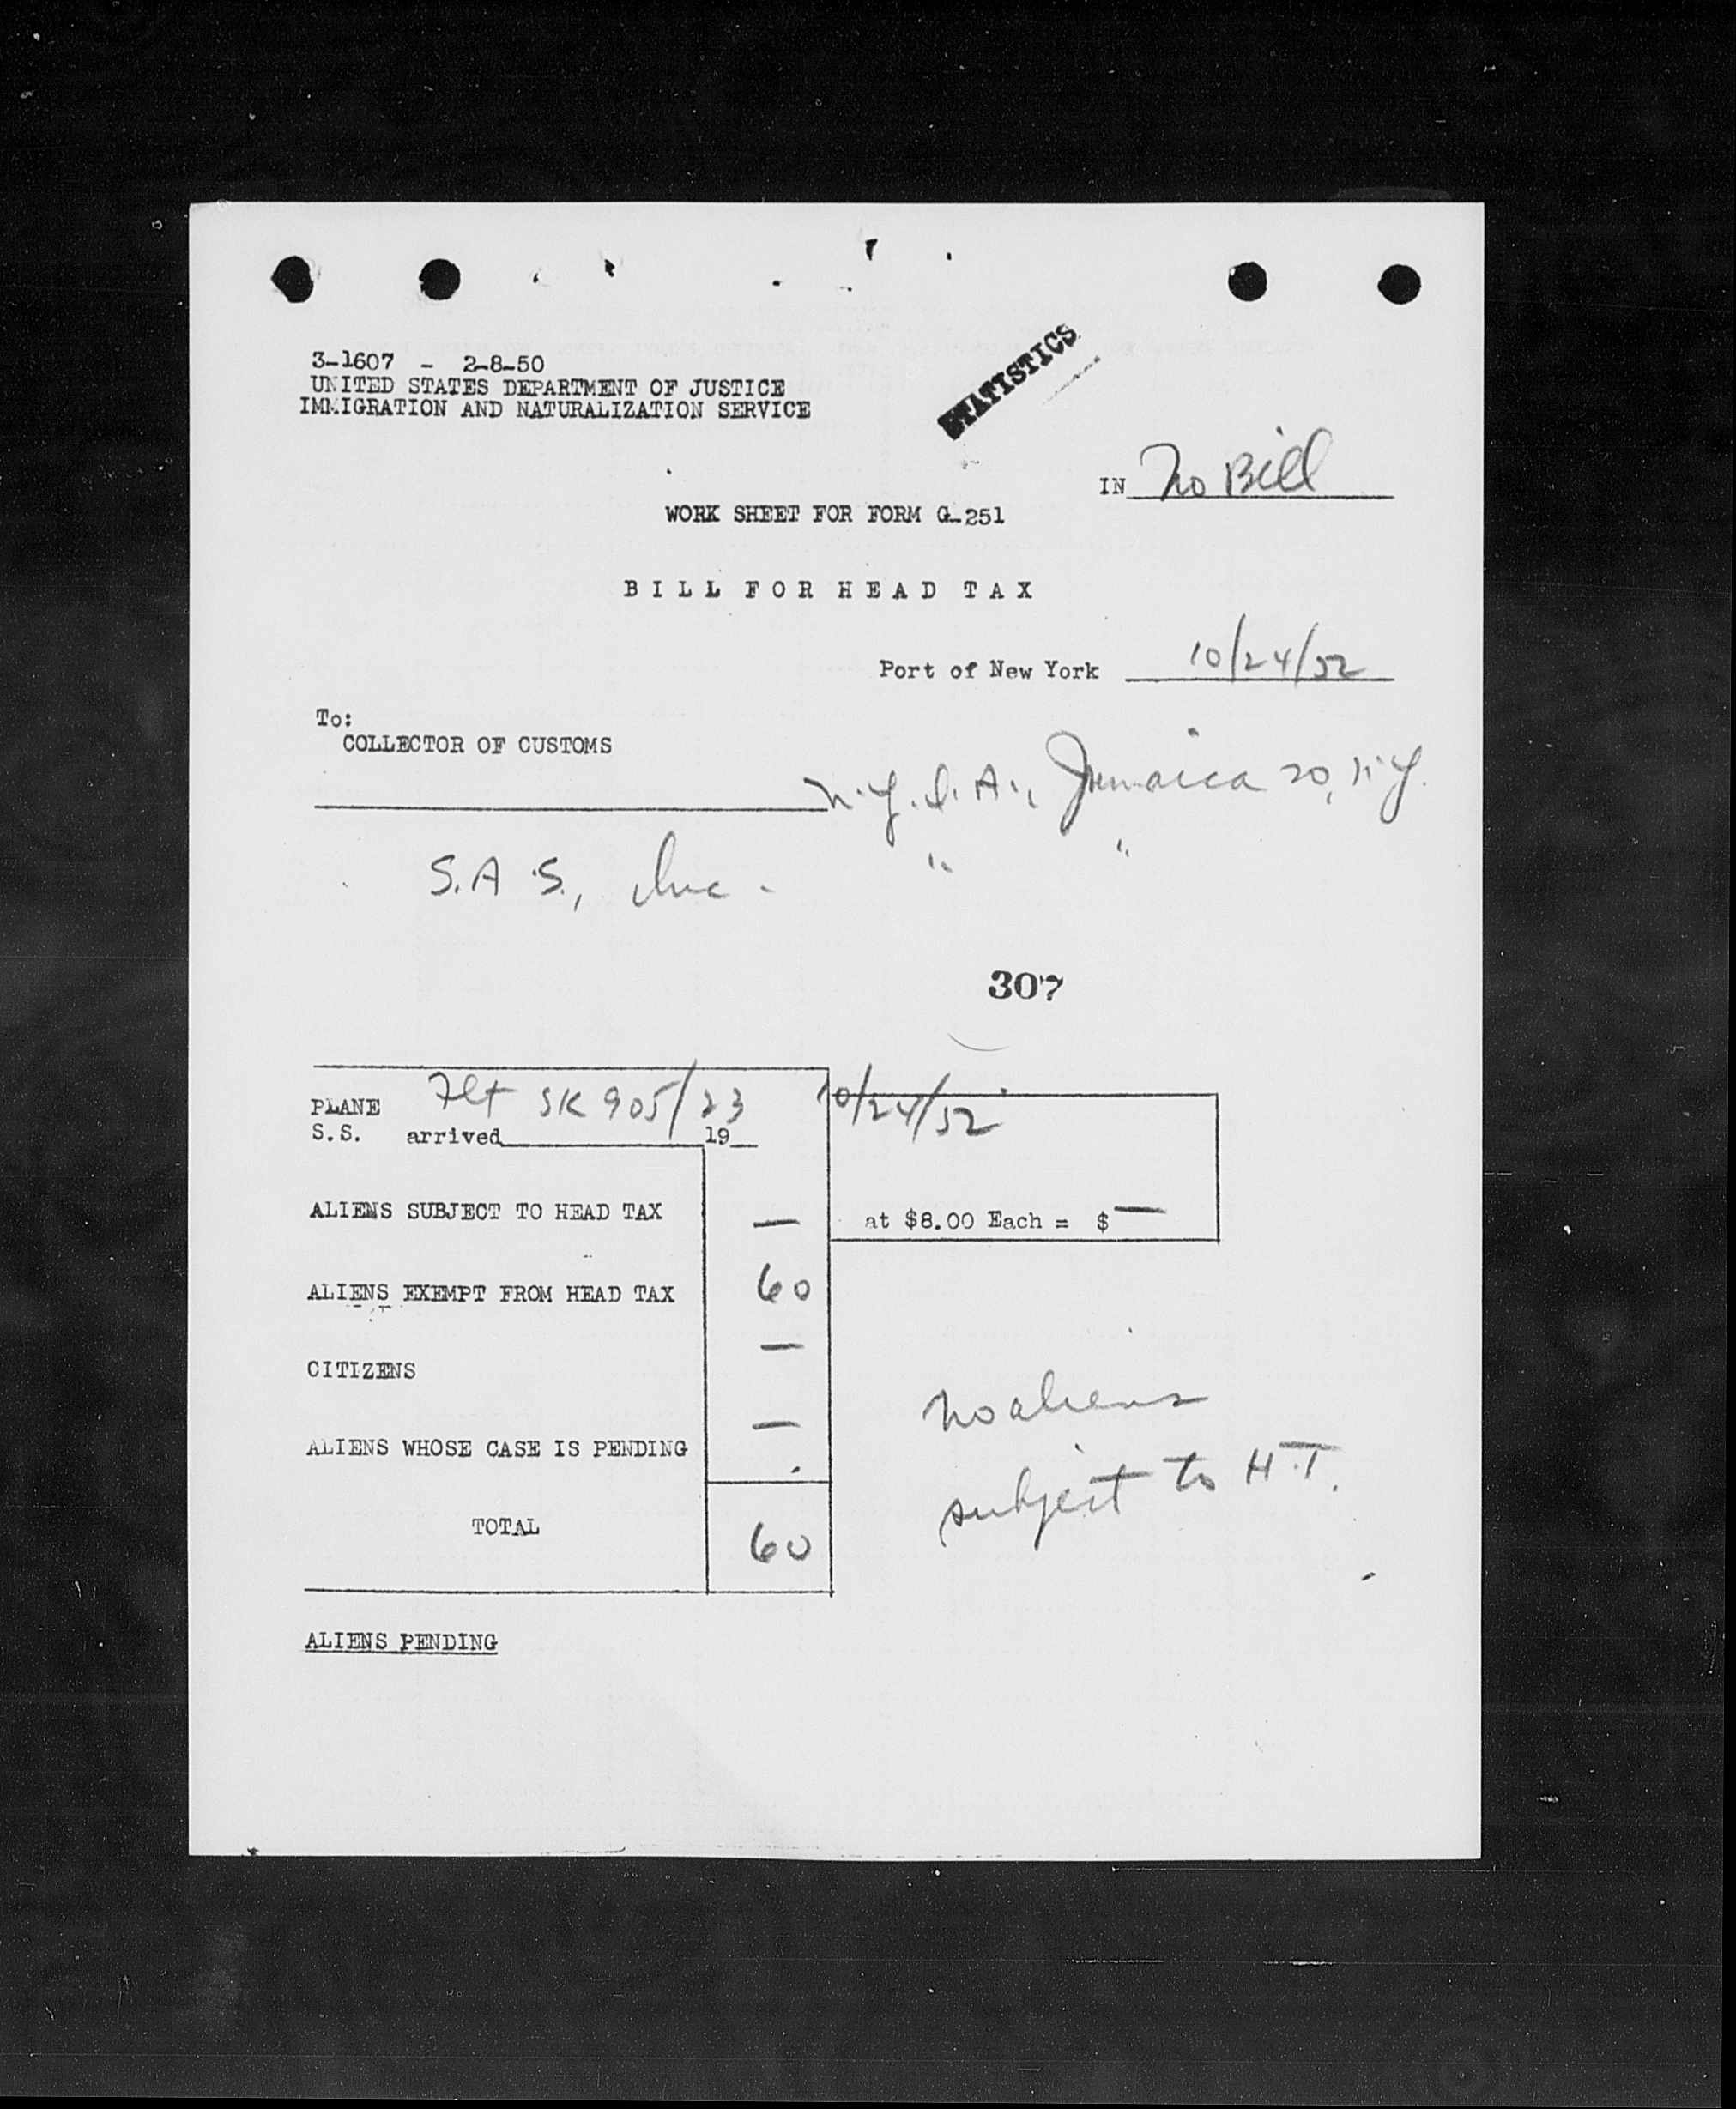 3-1607 - 2-8-50
UNITED STATES DEPARTMENT OF JUSTICE
IMMIGRATION AND NATURALIZATION SERVICE
STATISTICS
IN No Bill
WORK SHEET FOR FORM G-251
BILL FOR HEAD TAX
Port of New York 10/24/52
To:
COLLECTOR OF CUSTOMS
N.Y.I.A., Jamaica 20, N.Y.
S.A.S., Inc. " "
307
PLANE Flt SK 905/23 10/24/52
S.S. arrived 19
ALIENS SUBJECT TO HEAD TAX — at $8.00 Each = $ —
ALIENS EXEMPT FROM HEAD TAX 60
CITIZENS —
ALIENS WHOSE CASE IS PENDING —
No aliens
subject to H.T.
TOTAL 60
ALIENS PENDING